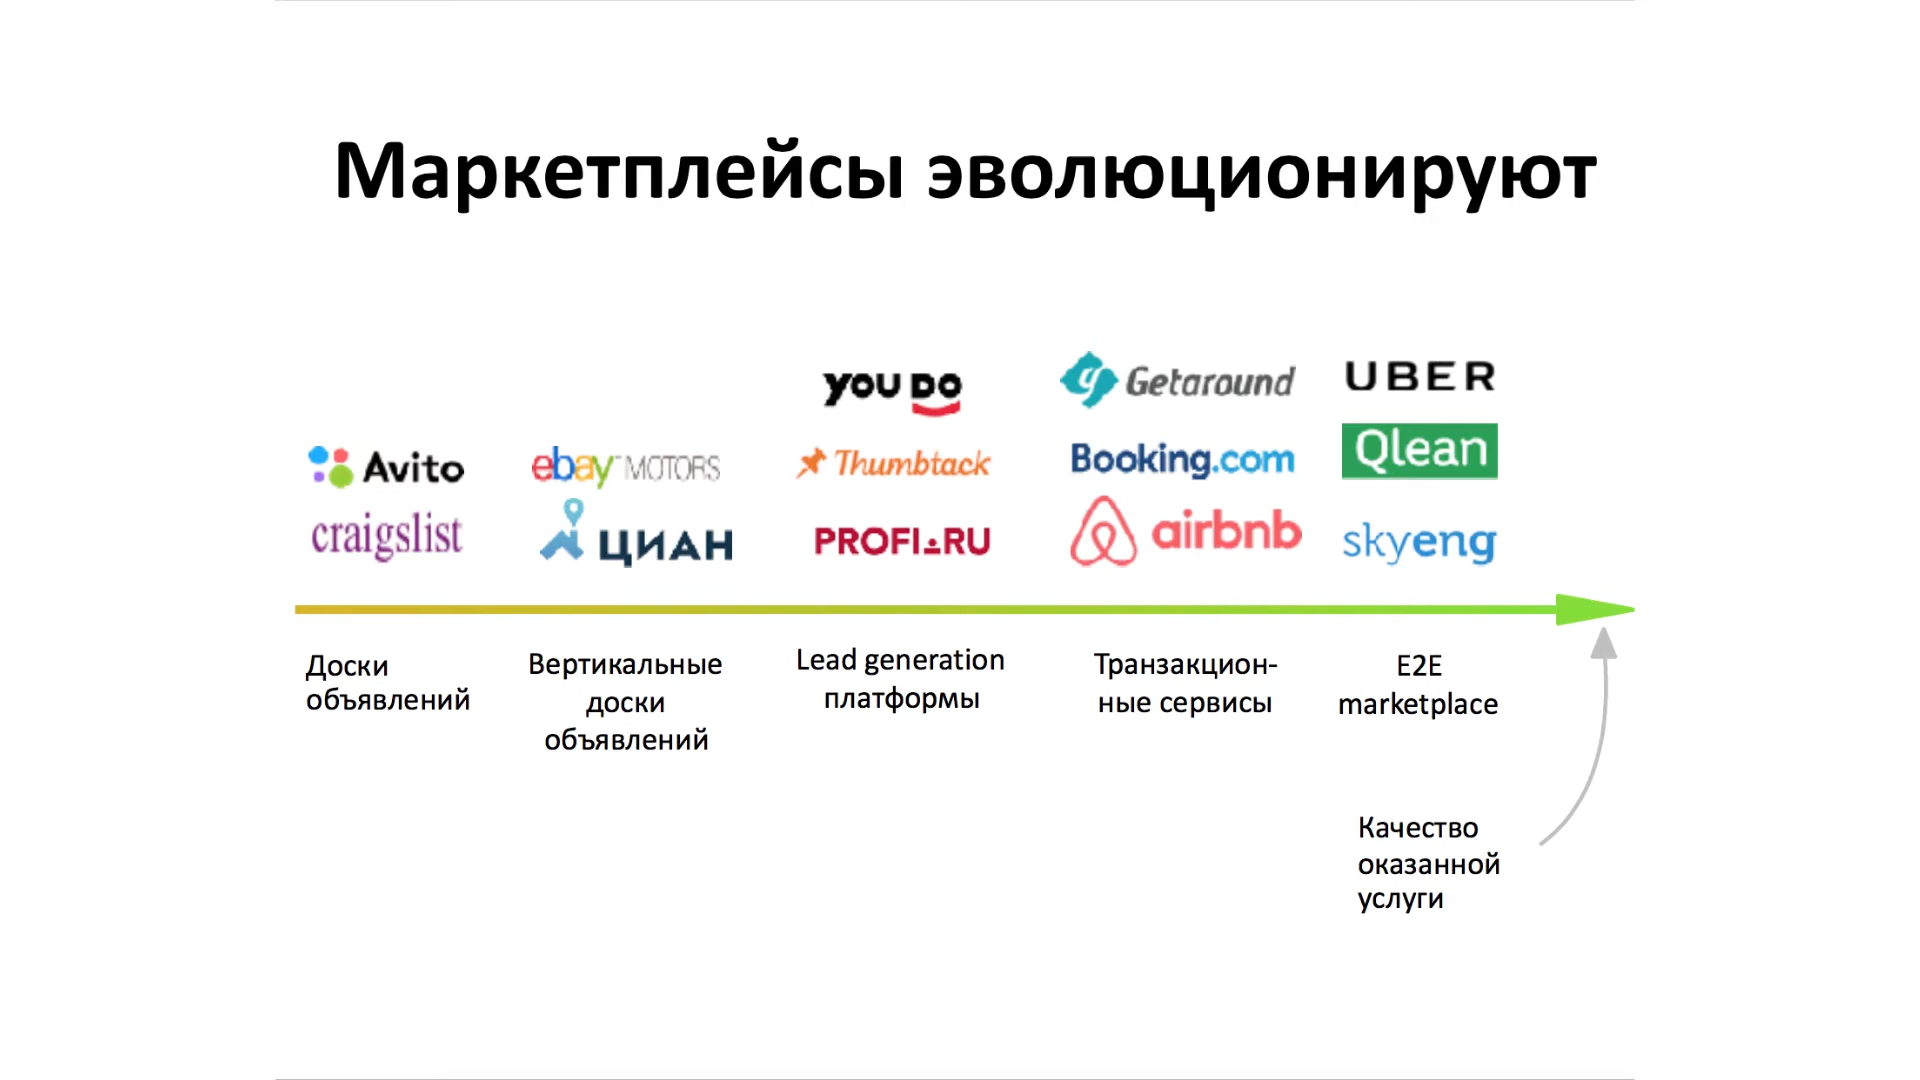 Маркетплейсы эволюционируют
YOU DO
Getaround
UBER
Avito
ebay MOTORS
Thumbtack
Booking.com
Qlean
craigslist
ЦИАН
PROFI.RU
airbnb
skyeng
Доски
объявлений
Вертикальные
доски
объявлений
Lead generation
платформы
Транзакцион-
ные сервисы
E2E
marketplace
Качество
оказанной
услуги